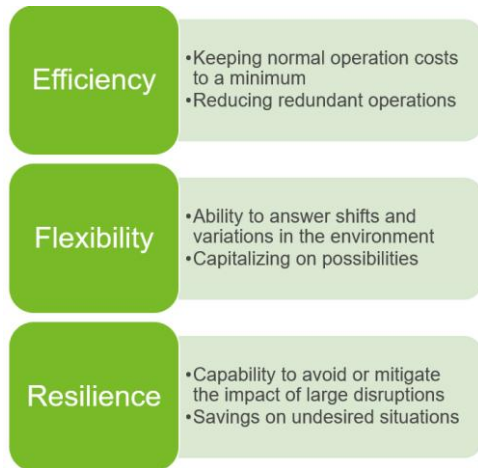 Efficiency
•Keeping normal operation costs
to a minimum
•Reducing redundant operations
Flexibility
•Ability to answer shifts and
variations in the environment
•Capitalizing on possibilities
Resilience
•Capability to avoid or mitigate
the impact of large disruptions
•Savings on undesired situations